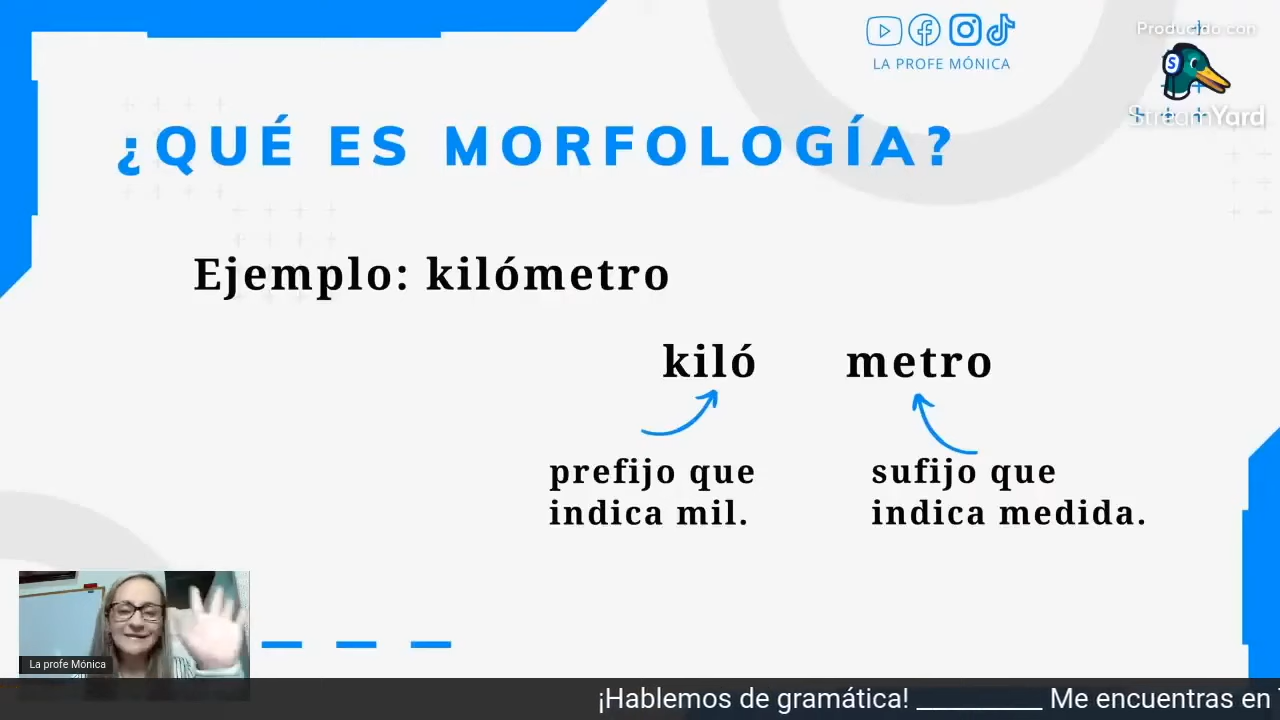 LA PROFE MÓNICA
Producido con
StreamYard
¿QUÉ ES MORFOLOGÍA?
Ejemplo: kilómetro
kiló metro
prefijo que
indica mil.
sufijo que
indica medida.
La profe Mónica
¡Hablemos de gramática! _________ Me encuentras en